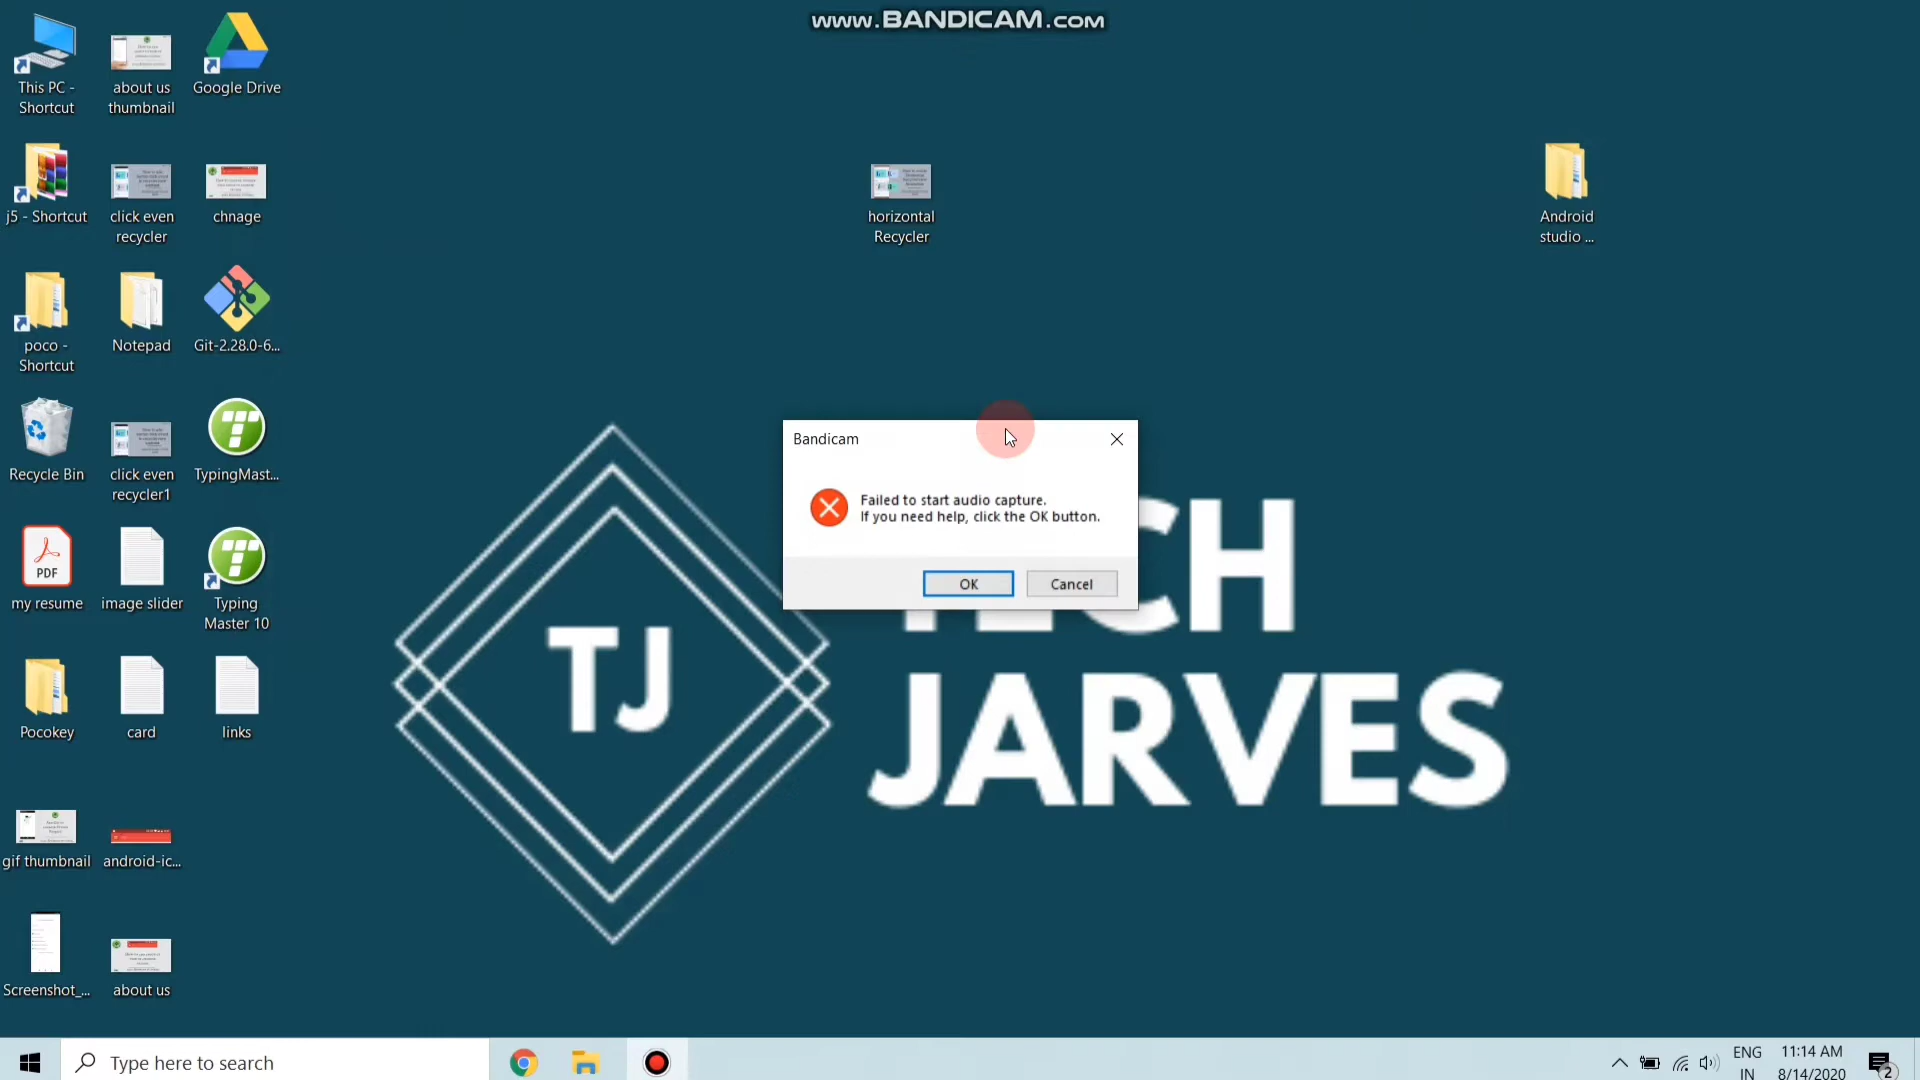 www.BANDICAM.COM
This PC -
Shortcut
about us
thumbnail
Google Drive
j5 - Shortcut
click even
recycler
chnage
horizontal
Recycler
Android
studio ...
poco -
Shortcut
Notepad
Git-2.28.0-6...
Recycle Bin
click even
recycler1
TypingMast...
Bandicam
Failed to start audio capture.
If you need help, click the OK button.
OK
Cancel
PDF
my resume
image slider
Typing
Master 10
TJ
TECH
JARVES
Pocokey
card
links
gif thumbnail
android-ic...
Screenshot_...
about us
Type here to search
ENG
IN
11:14 AM
8/14/2020
2